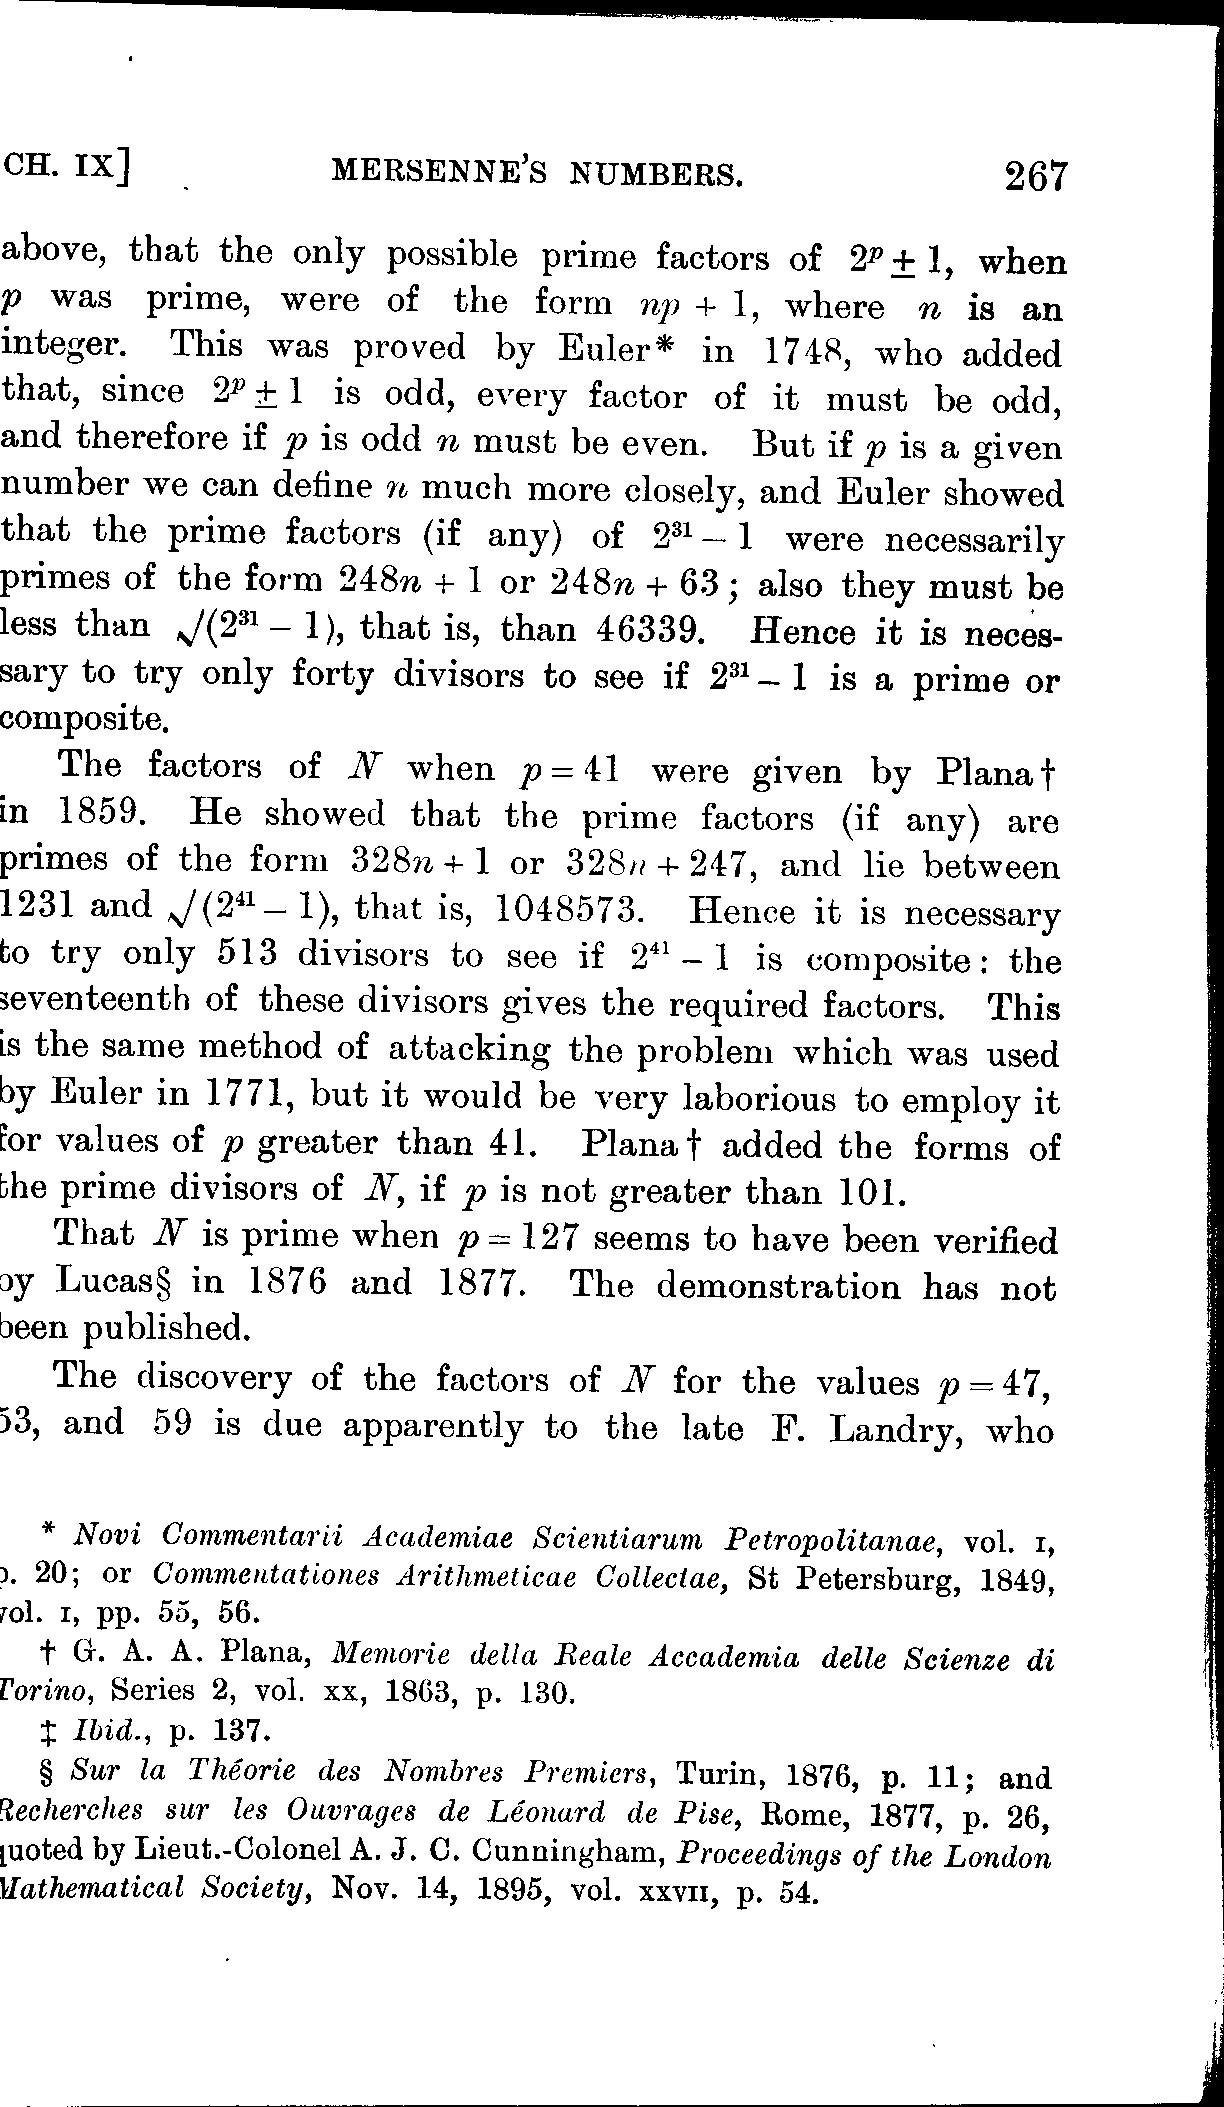 CH. IX] MERSENNE'S NUMBERS. 267
above, that the only possible prime factors of 2ᵖ ± 1, when
p was prime, were of the form np + 1, where n is an
integer. This was proved by Euler* in 1748, who added
that, since 2ᵖ ± 1 is odd, every factor of it must be odd,
and therefore if p is odd n must be even. But if p is a given
number we can define n much more closely, and Euler showed
that the prime factors (if any) of 2³¹ – 1 were necessarily
primes of the form 248n + 1 or 248n + 63; also they must be
less than √(2³¹ – 1), that is, than 46339. Hence it is neces-
sary to try only forty divisors to see if 2³¹ – 1 is a prime or
composite.
The factors of N when p = 41 were given by Plana†
in 1859. He showed that the prime factors (if any) are
primes of the form 328n + 1 or 328n + 247, and lie between
1231 and √(2⁴¹ – 1), that is, 1048573. Hence it is necessary
to try only 513 divisors to see if 2⁴¹ – 1 is composite: the
seventeenth of these divisors gives the required factors. This
is the same method of attacking the problem which was used
by Euler in 1771, but it would be very laborious to employ it
for values of p greater than 41. Plana† added the forms of
the prime divisors of N, if p is not greater than 101.
That N is prime when p = 127 seems to have been verified
by Lucas§ in 1876 and 1877. The demonstration has not
been published.
The discovery of the factors of N for the values p = 47,
53, and 59 is due apparently to the late F. Landry, who
* Novi Commentarii Academiae Scientiarum Petropolitanae, vol. I,
p. 20; or Commentationes Arithmeticae Collectae, St Petersburg, 1849,
vol. I, pp. 55, 56.
† G. A. A. Plana, Memorie della Reale Accademia delle Scienze di
Torino, Series 2, vol. XX, 1863, p. 130.
‡ Ibid., p. 137.
§ Sur la Théorie des Nombres Premiers, Turin, 1876, p. 11; and
Recherches sur les Ouvrages de Léonard de Pise, Rome, 1877, p. 26,
quoted by Lieut.-Colonel A. J. C. Cunningham, Proceedings of the London
Mathematical Society, Nov. 14, 1895, vol. XXVII, p. 54.